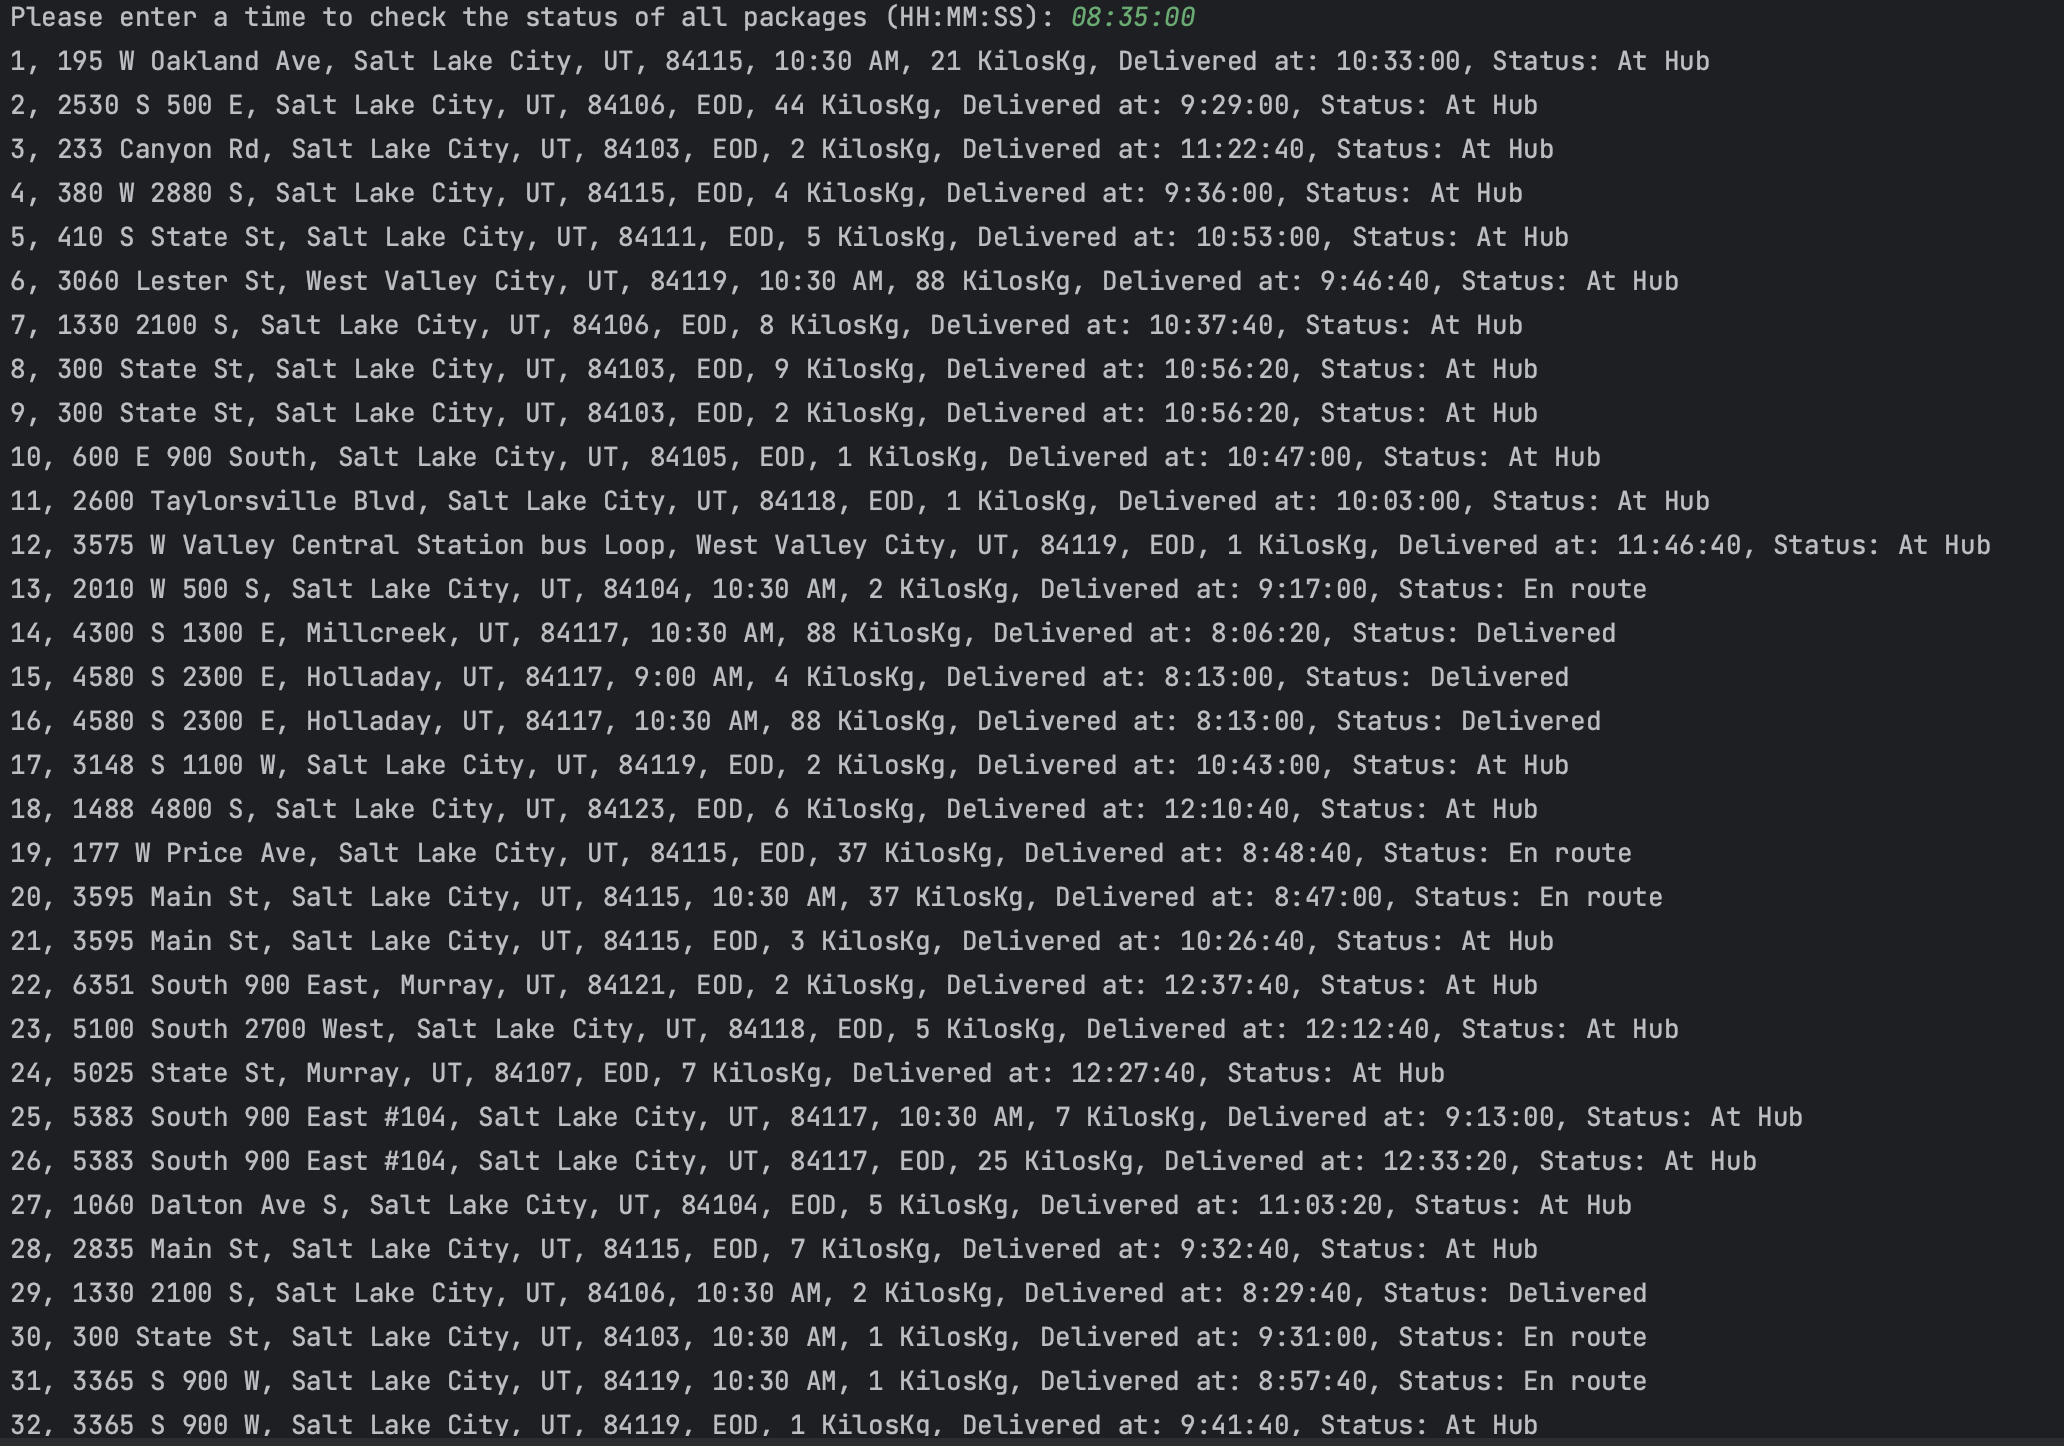 Please enter a time to check the status of all packages (HH:MM:SS): 08:35:00
1, 195 W Oakland Ave, Salt Lake City, UT, 84115, 10:30 AM, 21 KilosKg, Delivered at: 10:33:00, Status: At Hub
2, 2530 S 500 E, Salt Lake City, UT, 84106, EOD, 44 KilosKg, Delivered at: 9:29:00, Status: At Hub
3, 233 Canyon Rd, Salt Lake City, UT, 84103, EOD, 2 KilosKg, Delivered at: 11:22:40, Status: At Hub
4, 380 W 2880 S, Salt Lake City, UT, 84115, EOD, 4 KilosKg, Delivered at: 9:36:00, Status: At Hub
5, 410 S State St, Salt Lake City, UT, 84111, EOD, 5 KilosKg, Delivered at: 10:53:00, Status: At Hub
6, 3060 Lester St, West Valley City, UT, 84119, 10:30 AM, 88 KilosKg, Delivered at: 9:46:40, Status: At Hub
7, 1330 2100 S, Salt Lake City, UT, 84106, EOD, 8 KilosKg, Delivered at: 10:37:40, Status: At Hub
8, 300 State St, Salt Lake City, UT, 84103, EOD, 9 KilosKg, Delivered at: 10:56:20, Status: At Hub
9, 300 State St, Salt Lake City, UT, 84103, EOD, 2 KilosKg, Delivered at: 10:56:20, Status: At Hub
10, 600 E 900 South, Salt Lake City, UT, 84105, EOD, 1 KilosKg, Delivered at: 10:47:00, Status: At Hub
11, 2600 Taylorsville Blvd, Salt Lake City, UT, 84118, EOD, 1 KilosKg, Delivered at: 10:03:00, Status: At Hub
12, 3575 W Valley Central Station bus Loop, West Valley City, UT, 84119, EOD, 1 KilosKg, Delivered at: 11:46:40, Status: At Hub
13, 2010 W 500 S, Salt Lake City, UT, 84104, 10:30 AM, 2 KilosKg, Delivered at: 9:17:00, Status: En route
14, 4300 S 1300 E, Millcreek, UT, 84117, 10:30 AM, 88 KilosKg, Delivered at: 8:06:20, Status: Delivered
15, 4580 S 2300 E, Holladay, UT, 84117, 9:00 AM, 4 KilosKg, Delivered at: 8:13:00, Status: Delivered
16, 4580 S 2300 E, Holladay, UT, 84117, 10:30 AM, 88 KilosKg, Delivered at: 8:13:00, Status: Delivered
17, 3148 S 1100 W, Salt Lake City, UT, 84119, EOD, 2 KilosKg, Delivered at: 10:43:00, Status: At Hub
18, 1488 4800 S, Salt Lake City, UT, 84123, EOD, 6 KilosKg, Delivered at: 12:10:40, Status: At Hub
19, 177 W Price Ave, Salt Lake City, UT, 84115, EOD, 37 KilosKg, Delivered at: 8:48:40, Status: En route
20, 3595 Main St, Salt Lake City, UT, 84115, 10:30 AM, 37 KilosKg, Delivered at: 8:47:00, Status: En route
21, 3595 Main St, Salt Lake City, UT, 84115, EOD, 3 KilosKg, Delivered at: 10:26:40, Status: At Hub
22, 6351 South 900 East, Murray, UT, 84121, EOD, 2 KilosKg, Delivered at: 12:37:40, Status: At Hub
23, 5100 South 2700 West, Salt Lake City, UT, 84118, EOD, 5 KilosKg, Delivered at: 12:12:40, Status: At Hub
24, 5025 State St, Murray, UT, 84107, EOD, 7 KilosKg, Delivered at: 12:27:40, Status: At Hub
25, 5383 South 900 East #104, Salt Lake City, UT, 84117, 10:30 AM, 7 KilosKg, Delivered at: 9:13:00, Status: At Hub
26, 5383 South 900 East #104, Salt Lake City, UT, 84117, EOD, 25 KilosKg, Delivered at: 12:33:20, Status: At Hub
27, 1060 Dalton Ave S, Salt Lake City, UT, 84104, EOD, 5 KilosKg, Delivered at: 11:03:20, Status: At Hub
28, 2835 Main St, Salt Lake City, UT, 84115, EOD, 7 KilosKg, Delivered at: 9:32:40, Status: At Hub
29, 1330 2100 S, Salt Lake City, UT, 84106, 10:30 AM, 2 KilosKg, Delivered at: 8:29:40, Status: Delivered
30, 300 State St, Salt Lake City, UT, 84103, 10:30 AM, 1 KilosKg, Delivered at: 9:31:00, Status: En route
31, 3365 S 900 W, Salt Lake City, UT, 84119, 10:30 AM, 1 KilosKg, Delivered at: 8:57:40, Status: En route
32, 3365 S 900 W, Salt Lake City, UT, 84119, EOD, 1 KilosKg, Delivered at: 9:41:40, Status: At Hub